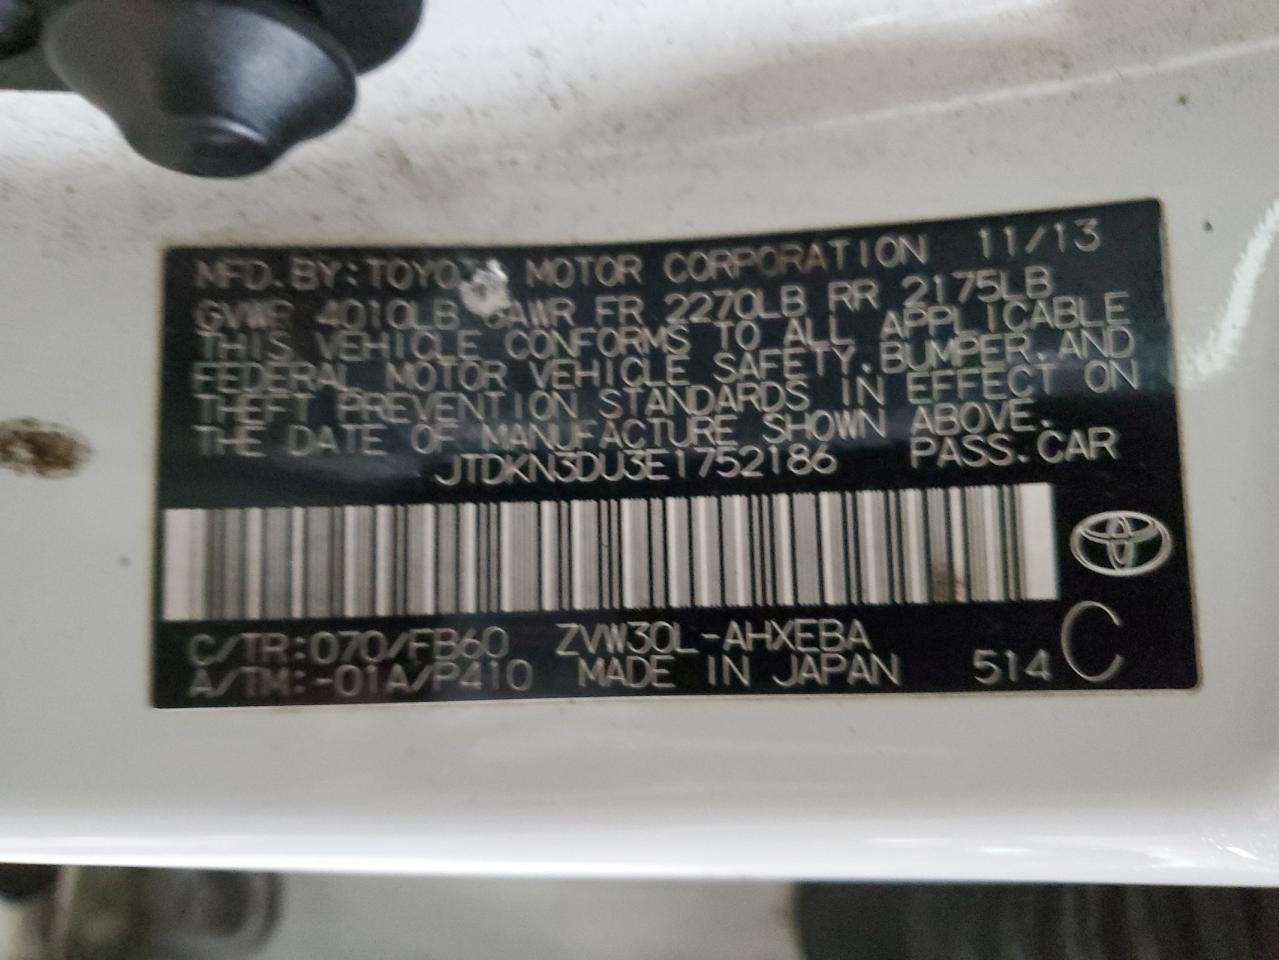 MFD.BY:TOYOTA MOTOR CORPORATION 11/13
GVWR 4010LB GAWR FR 2270LB RR 2175LB
THIS VEHICLE CONFORMS TO ALL APPLICABLE
FEDERAL MOTOR VEHICLE SAFETY,BUMPER,AND
THEFT PREVENTION STANDARDS IN EFFECT ON
THE DATE OF MANUFACTURE SHOWN ABOVE.
JTDKN3DU3E1752186 PASS.CAR
C/TR:070/FB60 ZVW30L-AHXEBA
A/TM:-01A/P410 MADE IN JAPAN 514 C